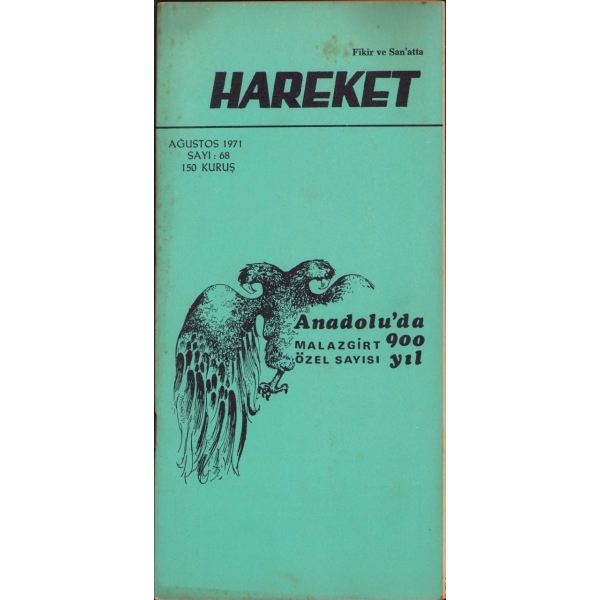 Fikir ve San'atta
HAREKET
AĞUSTOS 1971
SAYI : 68
150 KURUŞ
Anadolu'da
MALAZGİRT 900
ÖZEL SAYISI yıl